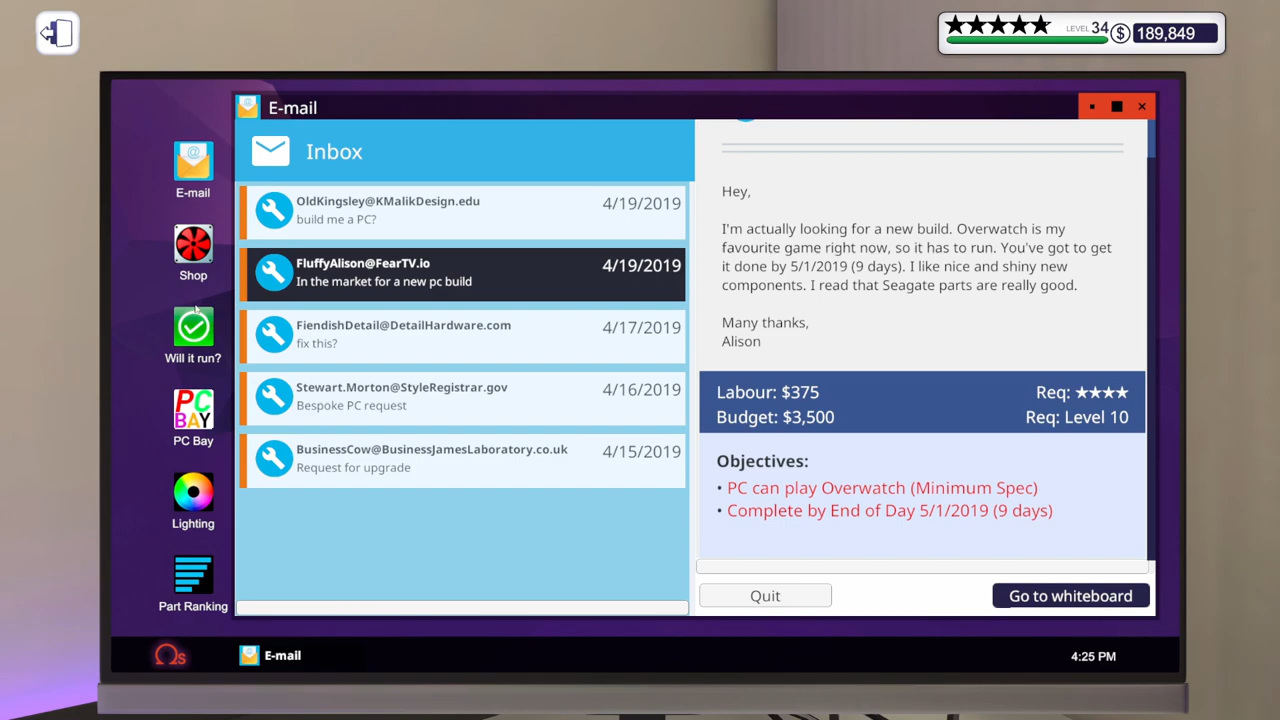 ★★★★★ LEVEL 34 $ 189,849
E-mail
Inbox
OldKingsley@KMalikDesign.edu 4/19/2019
build me a PC?
FluffyAlison@FearTV.io 4/19/2019
In the market for a new pc build
FiendishDetail@DetailHardware.com 4/17/2019
fix this?
Stewart.Morton@StyleRegistrar.gov 4/16/2019
Bespoke PC request
BusinessCow@BusinessJamesLaboratory.co.uk 4/15/2019
Request for upgrade
Hey,
I'm actually looking for a new build. Overwatch is my
favourite game right now, so it has to run. You've got to get
it done by 5/1/2019 (9 days). I like nice and shiny new
components. I read that Seagate parts are really good.
Many thanks,
Alison
Labour: $375 Req: ★★★★
Budget: $3,500 Req: Level 10
Objectives:
• PC can play Overwatch (Minimum Spec)
• Complete by End of Day 5/1/2019 (9 days)
Quit Go to whiteboard
E-mail
Shop
Will it run?
PC
BAY
PC Bay
Lighting
Part Ranking
Ωs E-mail 4:25 PM